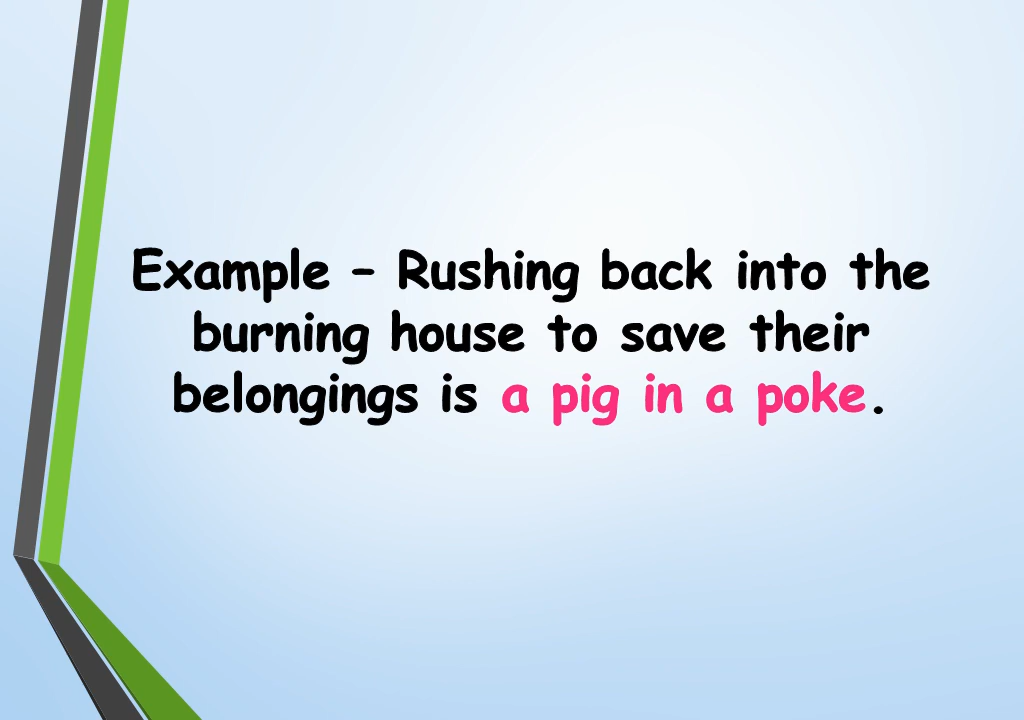 Example – Rushing back into the
burning house to save their
belongings is a pig in a poke.